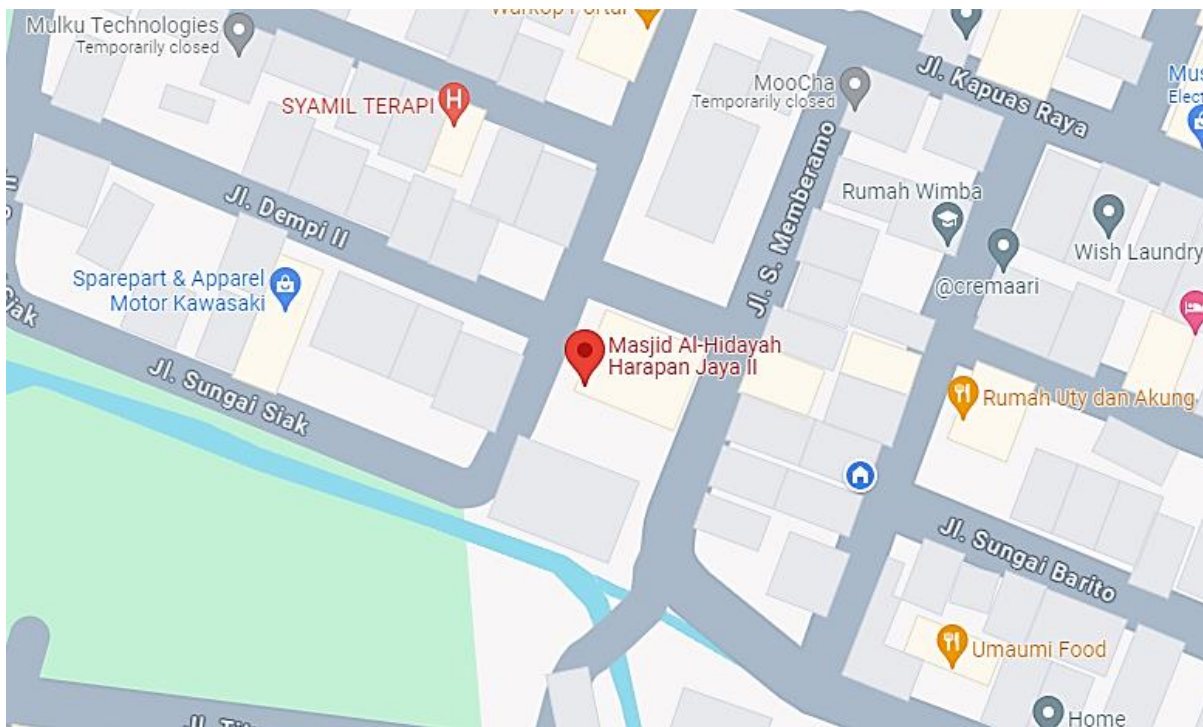 Mulku Technologies
Temporarily closed
SYAMIL TERAPI
H
MooCha
Temporarily closed
Jl. Kapuas Raya
Jl. S. Memberamo
Rumah Wimba
Wish Laundry
@cremaari
Jl. Dempi II
Sparepart & Apparel
Motor Kawasaki
Siak
Jl. Sungai Siak
Masjid Al-Hidayah
Harapan Jaya II
Rumah Uty dan Akung
Jl. Sungai Barito
Umaumi Food
Home